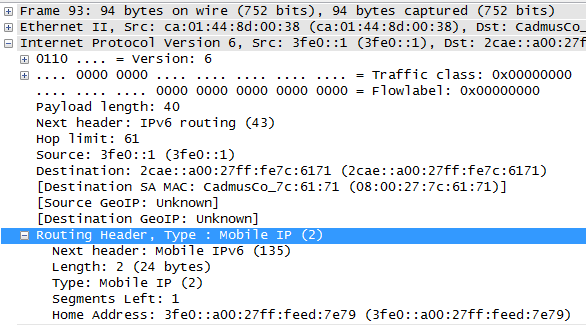 Frame 93: 94 bytes on wire (752 bits), 94 bytes captured (752 bits)
Ethernet II, Src: ca:01:44:8d:00:38 (ca:01:44:8d:00:38), Dst: CadmusCo_
Internet Protocol Version 6, Src: 3fe0::1 (3fe0::1), Dst: 2cae::a00:27f
0110 .... = Version: 6
.... 0000 0000 .... .... .... .... .... = Traffic class: 0x00000000
.... .... .... 0000 0000 0000 0000 0000 = Flowlabel: 0x00000000
Payload length: 40
Next header: IPv6 routing (43)
Hop limit: 61
Source: 3fe0::1 (3fe0::1)
Destination: 2cae::a00:27ff:fe7c:6171 (2cae::a00:27ff:fe7c:6171)
[Destination SA MAC: CadmusCo_7c:61:71 (08:00:27:7c:61:71)]
[Source GeoIP: Unknown]
[Destination GeoIP: Unknown]
Routing Header, Type : Mobile IP (2)
Next header: Mobile IPv6 (135)
Length: 2 (24 bytes)
Type: Mobile IP (2)
Segments Left: 1
Home Address: 3fe0::a00:27ff:feed:7e79 (3fe0::a00:27ff:feed:7e79)